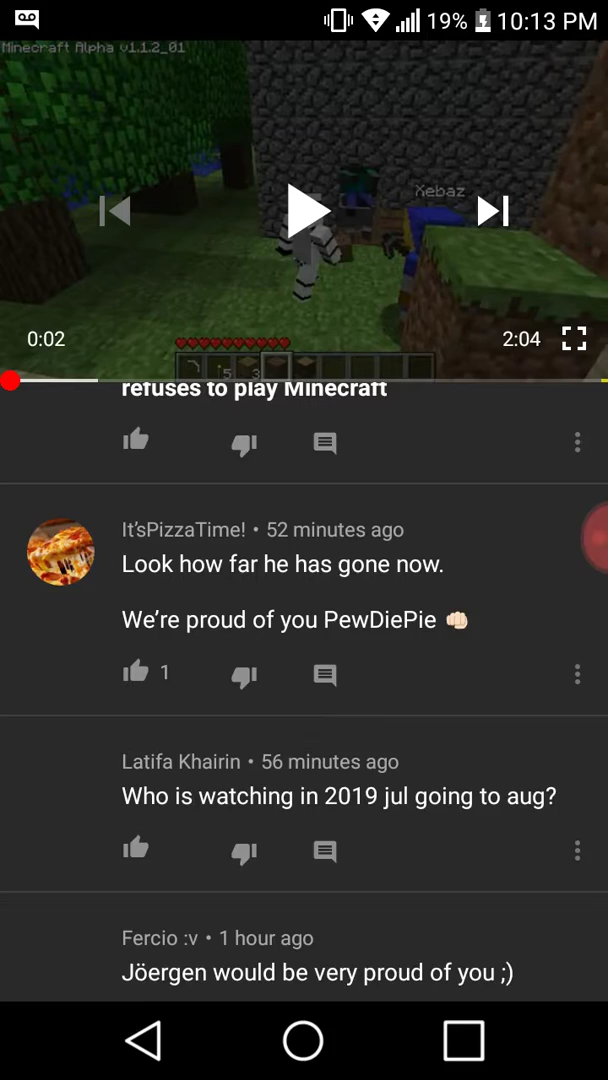 19% 10:13 PM
Minecraft Alpha v1.1.2_01
Xebaz
0:02
2:04
5 3
refuses to play Minecraft
It'sPizzaTime! • 52 minutes ago
Look how far he has gone now.
We're proud of you PewDiePie 👊🏻
1
Latifa Khairin • 56 minutes ago
Who is watching in 2019 jul going to aug?
Fercio :v • 1 hour ago
Jöergen would be very proud of you ;)